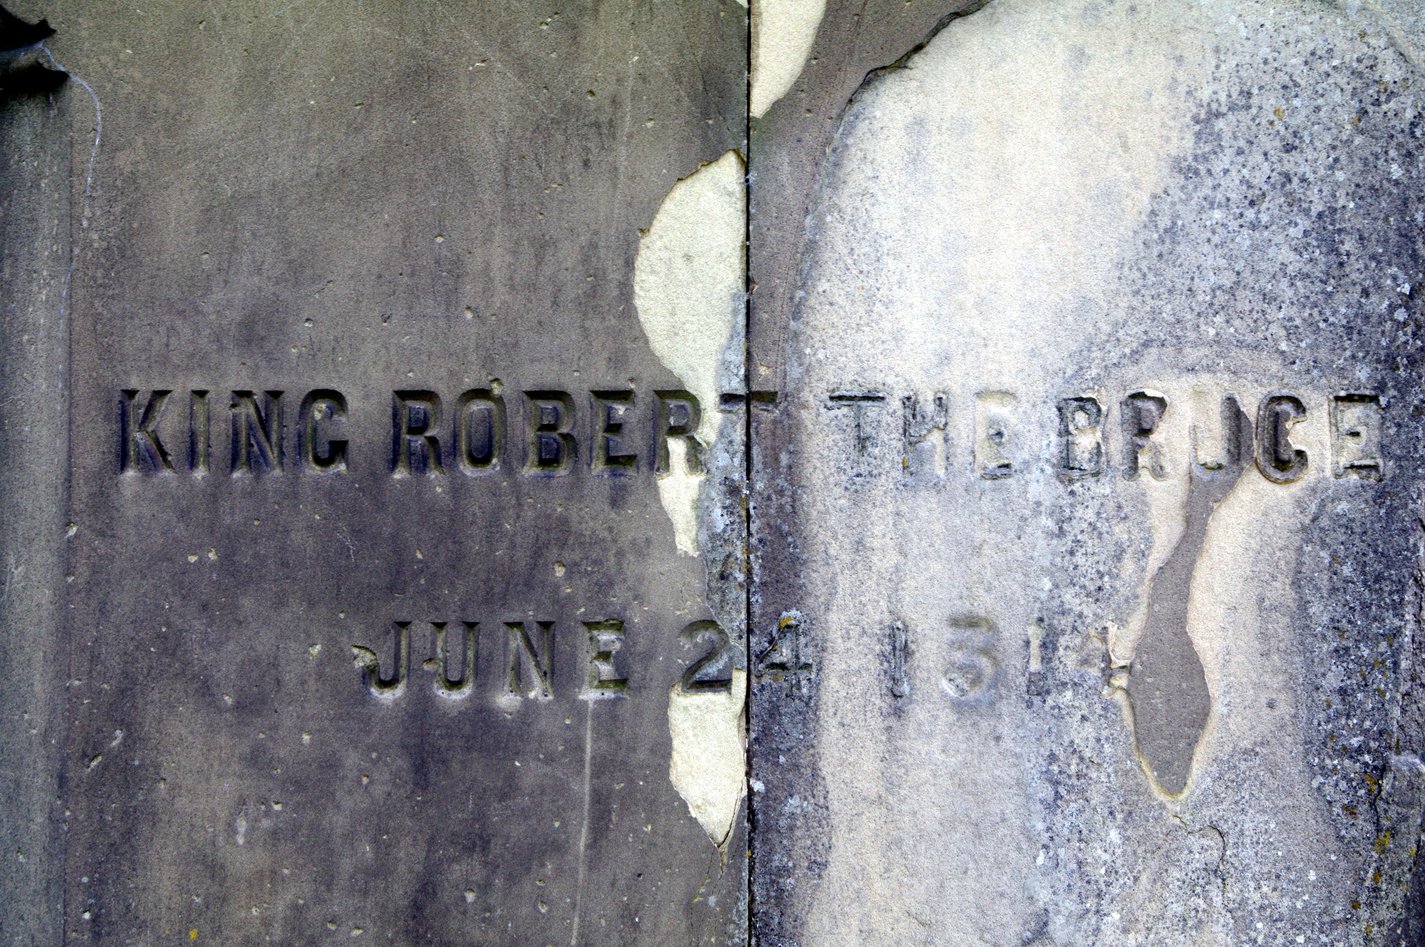 KING ROBERT THE BRUCE
JUNE 24 1314